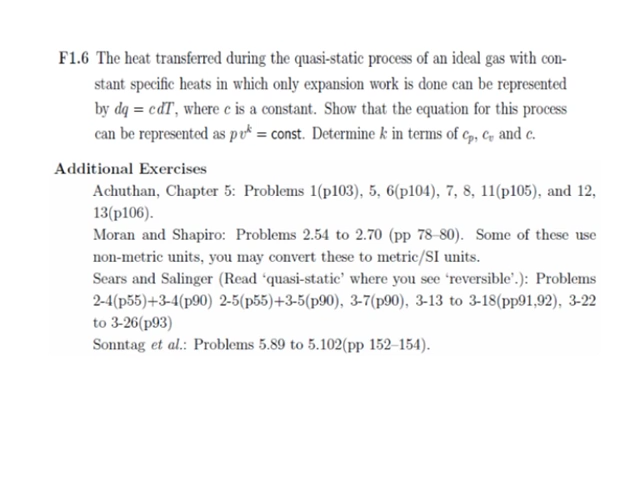 F1.6 The heat transferred during the quasi-static process of an ideal gas with con-
stant specific heats in which only expansion work is done can be represented
by dq = c dT, where c is a constant. Show that the equation for this process
can be represented as p v^k = const. Determine k in terms of c_p, c_v and c.
Additional Exercises
Achuthan, Chapter 5: Problems 1(p103), 5, 6(p104), 7, 8, 11(p105), and 12,
13(p106).
Moran and Shapiro: Problems 2.54 to 2.70 (pp 78–80). Some of these use
non-metric units, you may convert these to metric/SI units.
Sears and Salinger (Read ‘quasi-static’ where you see ‘reversible’.): Problems
2-4(p55)+3-4(p90) 2-5(p55)+3-5(p90), 3-7(p90), 3-13 to 3-18(pp91,92), 3-22
to 3-26(p93)
Sonntag et al.: Problems 5.89 to 5.102(pp 152–154).